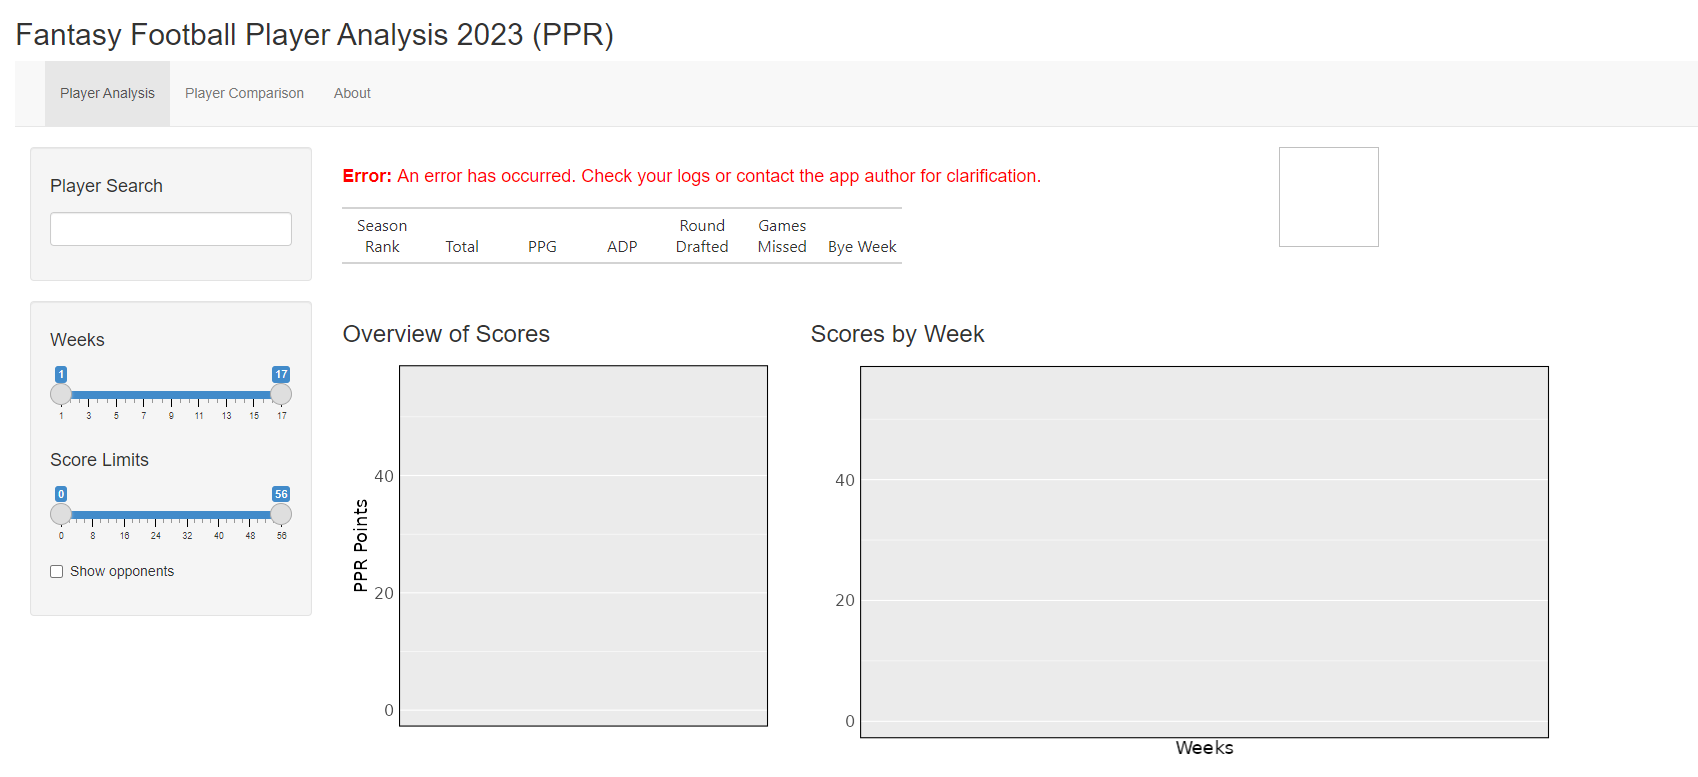 Fantasy Football Player Analysis 2023 (PPR)
Player Analysis Player Comparison About
Player Search
Weeks
1 17
1 3 5 7 9 11 13 15 17
Score Limits
0 56
0 8 16 24 32 40 48 56
Show opponents
Error: An error has occurred. Check your logs or contact the app author for clarification.
Season Rank Total PPG ADP Round Drafted Games Missed Bye Week
Overview of Scores
40
20
0
PPR Points
Scores by Week
40
20
0
Weeks